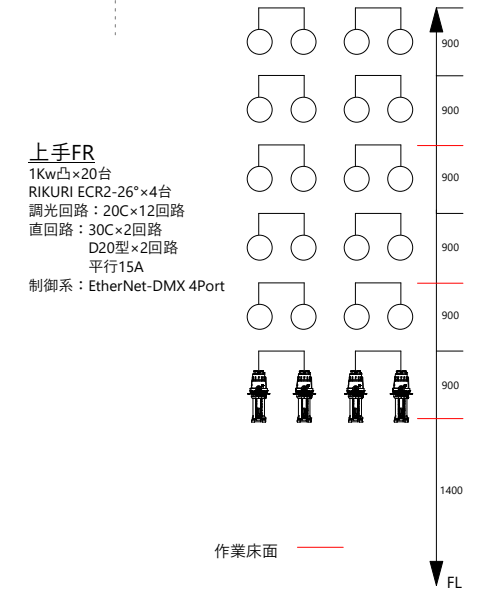 上手FR
1Kw凸×20台
RIKURI ECR2-26°×4台
調光回路：20C×12回路
直回路：30C×2回路
D20型×2回路
平行15A
制御系：EtherNet-DMX 4Port
900
900
900
900
900
900
1400
作業床面
FL